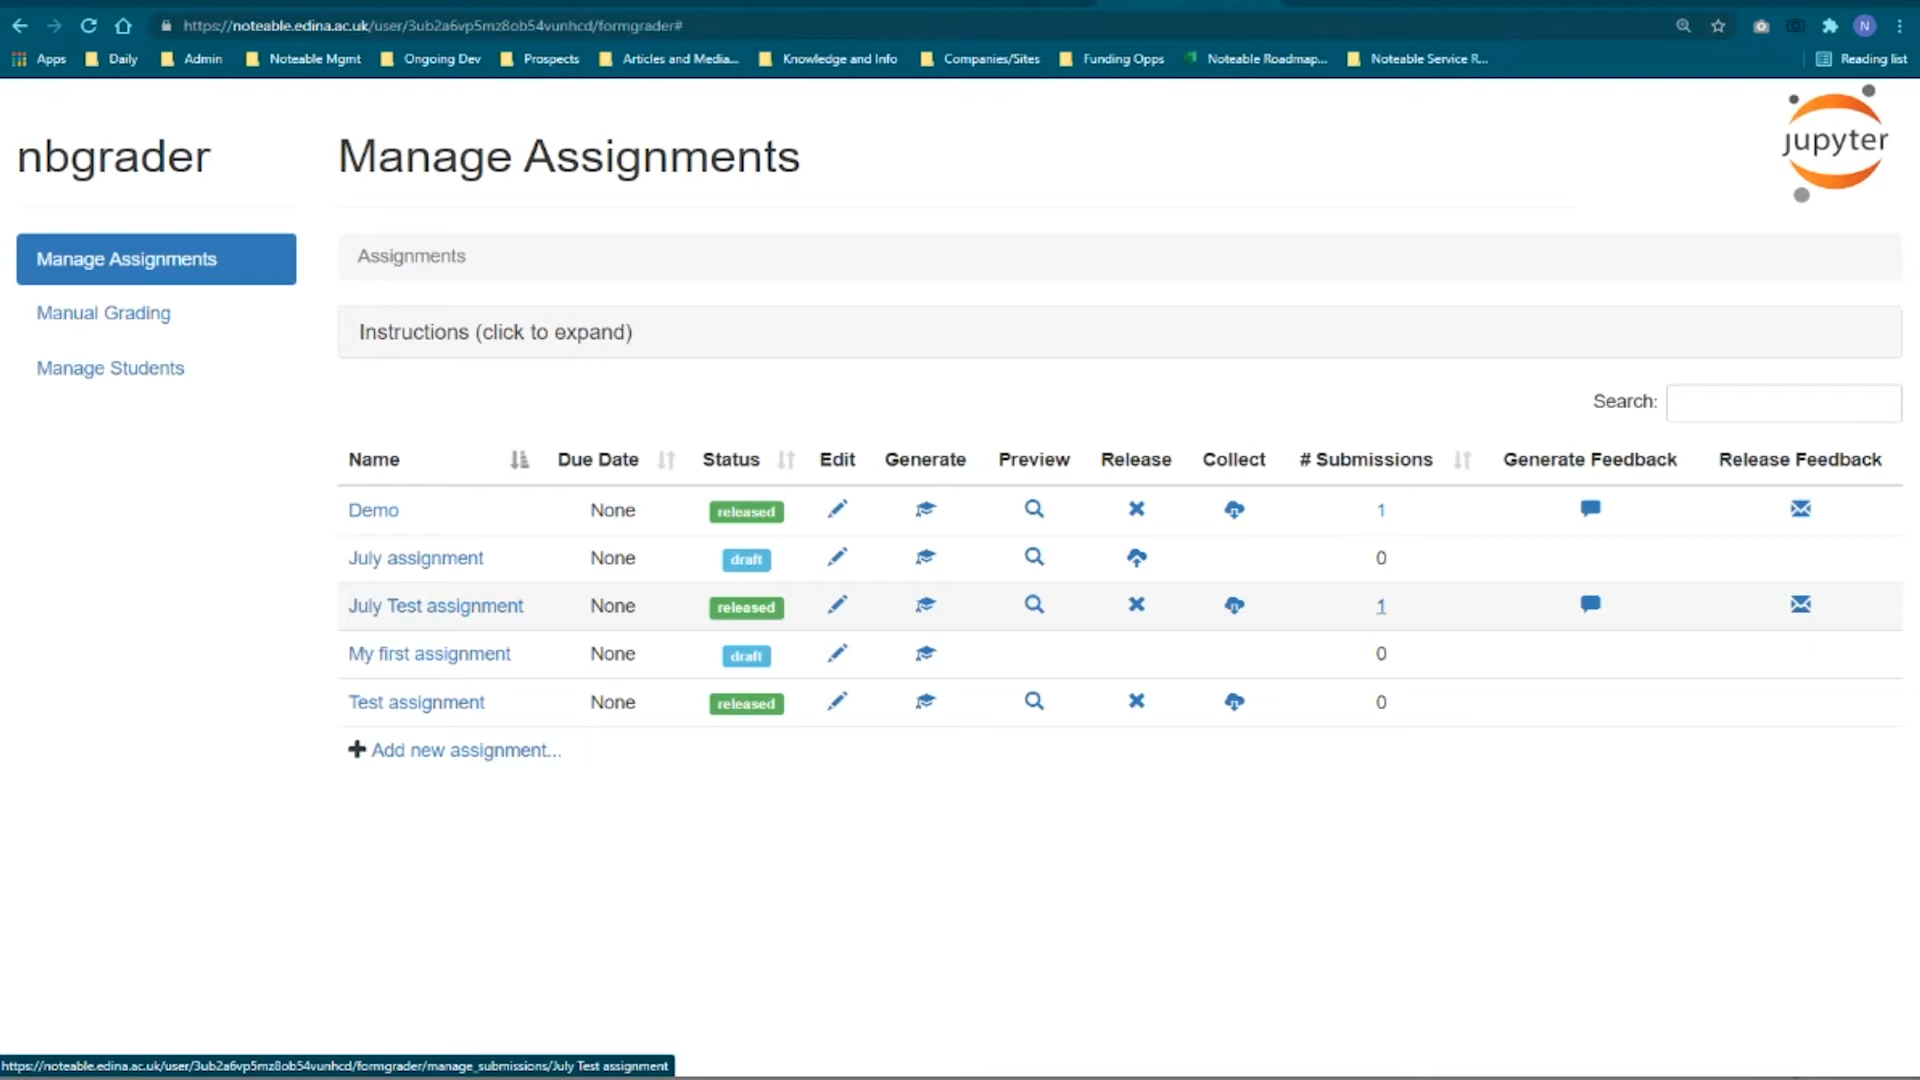 https://noteable.edina.ac.uk/user/3ub2a6vp5mz8ob54vunhcd/formgrader#
N
Apps Daily Admin Noteable Mgmt Ongoing Dev Prospects Articles and Media... Knowledge and Info Companies/Sites Funding Opps Noteable Roadmap... Noteable Service R... Reading list
nbgrader
Manage Assignments
jupyter
Manage Assignments
Manual Grading
Manage Students
Assignments
Instructions (click to expand)
Search:
Name Due Date Status Edit Generate Preview Release Collect # Submissions Generate Feedback Release Feedback
Demo None released 1
July assignment None draft 0
July Test assignment None released 1
My first assignment None draft 0
Test assignment None released 0
Add new assignment...
https://noteable.edina.ac.uk/user/3ub2a6vp5mz8ob54vunhcd/formgrader/manage_submissions/July Test assignment